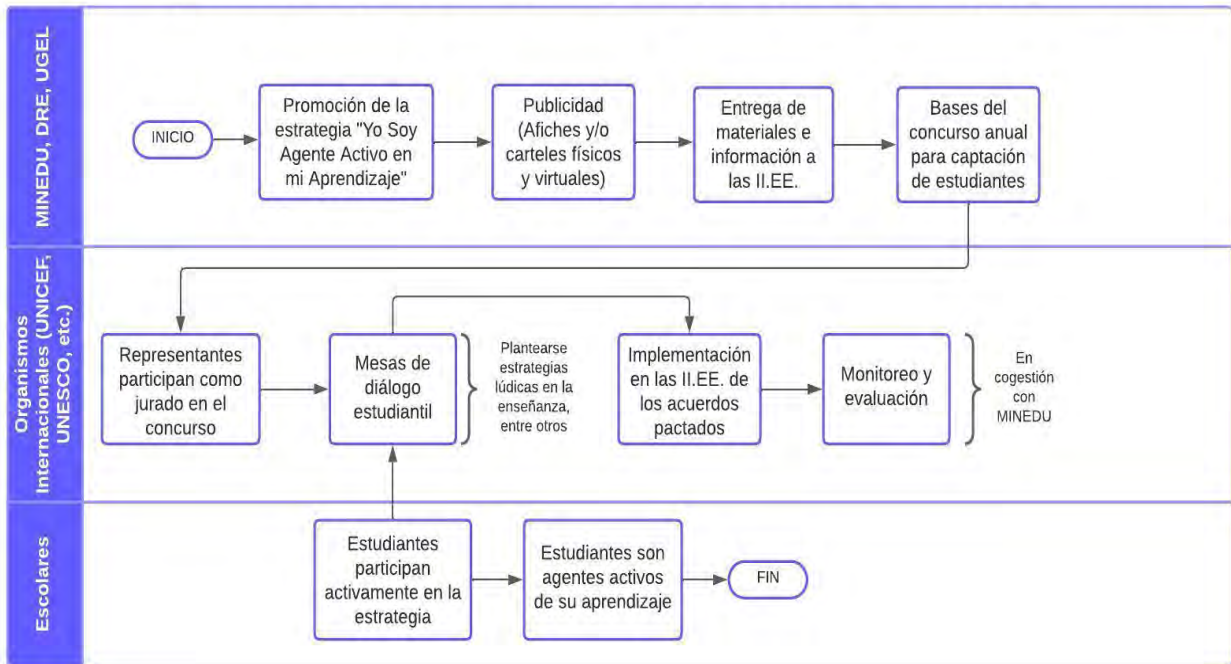 MINEDU, DRE, UGEL
INICIO
Promoción de la
estrategia "Yo Soy
Agente Activo en
mi Aprendizaje"
Publicidad
(Afiches y/o
carteles físicos
y virtuales)
Entrega de
materiales e
información a
las II.EE.
Bases del
concurso anual
para captación
de estudiantes
Organismos
Internacionales (UNICEF,
UNESCO, etc.)
Representantes
participan como
jurado en el
concurso
Mesas de
diálogo
estudiantil
Plantearse
estrategias
lúdicas en la
enseñanza,
entre otros
Implementación
en las II.EE. de
los acuerdos
pactados
Monitoreo y
evaluación
En
cogestión
con
MINEDU
Escolares
Estudiantes
participan
activamente en la
estrategia
Estudiantes son
agentes activos
de su aprendizaje
FIN